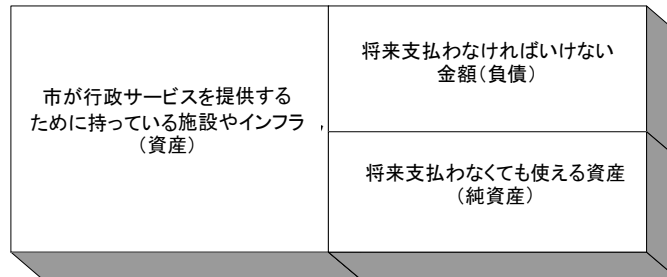 市が行政サービスを提供する
ために持っている施設やインフラ
（資産）
将来支払わなければいけない
金額（負債）
将来支払わなくても使える資産
（純資産）